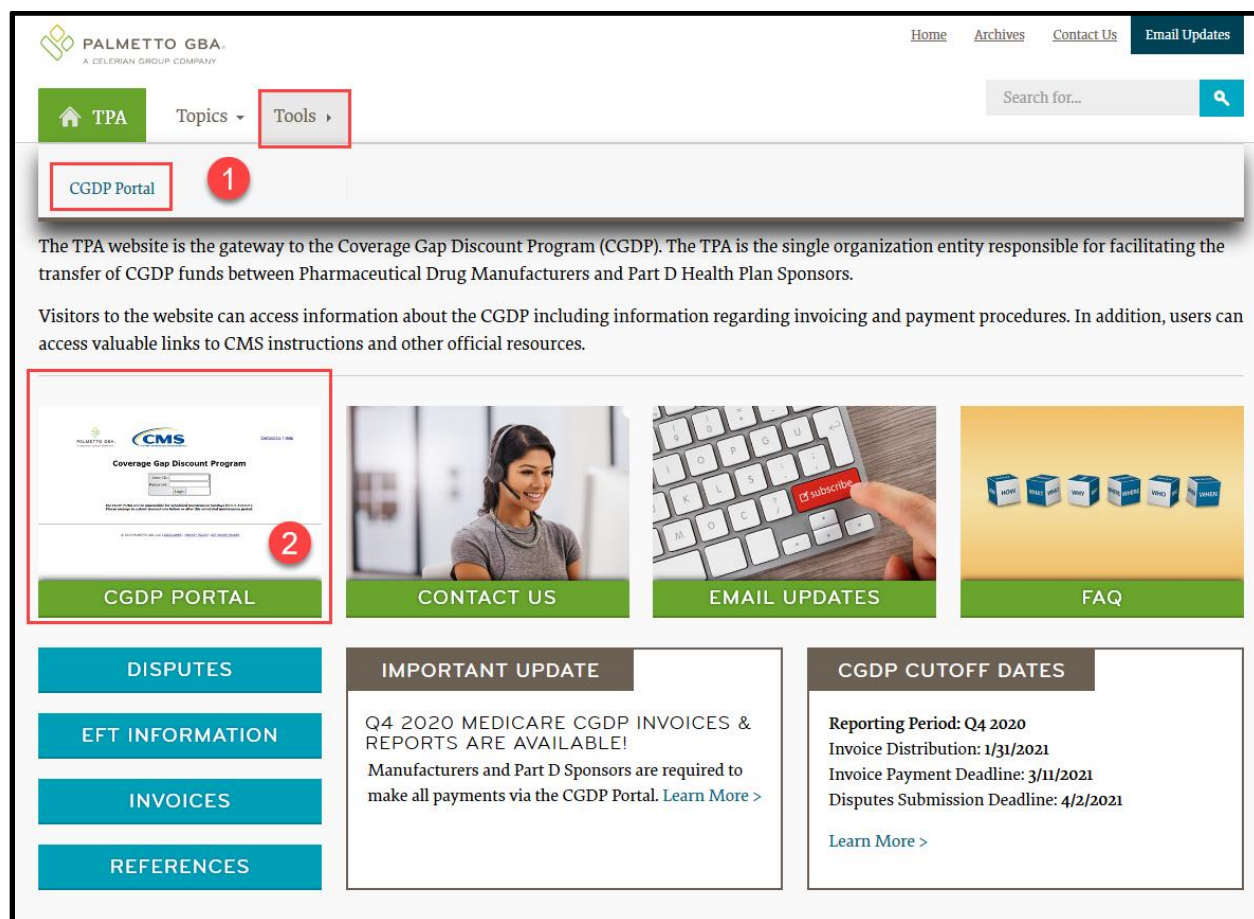 PALMETTO GBA.
A CELERIAN GROUP COMPANY
Home Archives Contact Us Email Updates
TPA Topics Tools
Search for...
CGDP Portal
1
The TPA website is the gateway to the Coverage Gap Discount Program (CGDP). The TPA is the single organization entity responsible for facilitating the
transfer of CGDP funds between Pharmaceutical Drug Manufacturers and Part D Health Plan Sponsors.
Visitors to the website can access information about the CGDP including information regarding invoicing and payment procedures. In addition, users can
access valuable links to CMS instructions and other official resources.
PALMETTO GBA.
CMS
Coverage Gap Discount Program
Login
2
CGDP PORTAL
CONTACT US
subscribe
EMAIL UPDATES
HOW WHAT WHY WHERE WHO WHEN
FAQ
DISPUTES
EFT INFORMATION
INVOICES
REFERENCES
IMPORTANT UPDATE
Q4 2020 MEDICARE CGDP INVOICES &
REPORTS ARE AVAILABLE!
Manufacturers and Part D Sponsors are required to
make all payments via the CGDP Portal. Learn More >
CGDP CUTOFF DATES
Reporting Period: Q4 2020
Invoice Distribution: 1/31/2021
Invoice Payment Deadline: 3/11/2021
Disputes Submission Deadline: 4/2/2021
Learn More >